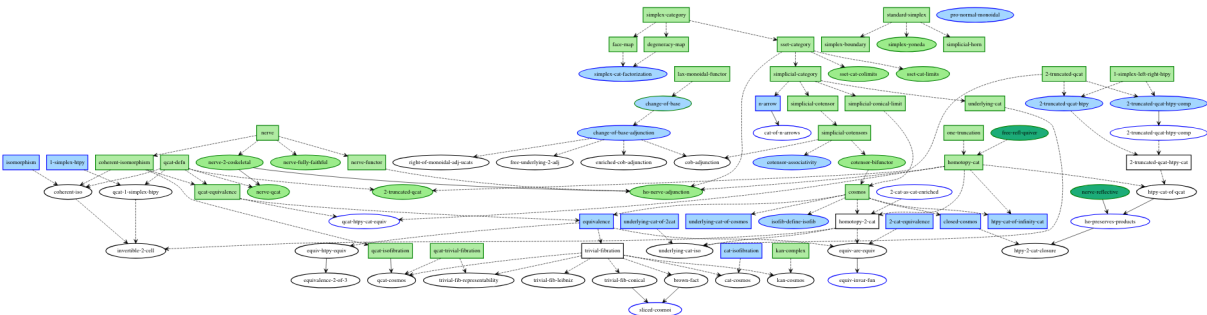 simplex-category
standard-simplex
pro-normal-monoidal
face-map
degeneracy-map
sset-category
simplex-boundary
simplex-yoneda
simplicial-horn
simplex-cat-factorization
lax-monoidal-functor
simplicial-category
sset-cat-colimits
sset-cat-limits
2-truncated-qcat
1-simplex-left-right-htpy
change-of-base
n-arrow
simplicial-cotensor
simplicial-conical-limit
underlying-cat
2-truncated-qcat-htpy
2-truncated-qcat-htpy-comp
nerve
change-of-base-adjunction
cat-of-n-arrows
simplicial-cotensors
one-truncation
free-refl-quiver
2-truncated-qcat-htpy-comp
isomorphism
1-simplex-htpy
coherent-isomorphism
qcat-defn
nerve-2-coskeletal
nerve-fully-faithful
nerve-functor
right-of-monoidal-adj-ucats
free-underlying-2-adj
enriched-cob-adjunction
cob-adjunction
cotensor-associativity
cotensor-bifunctor
homotopy-cat
2-truncated-qcat-htpy-cat
coherent-iso
qcat-1-simplex-htpy
qcat-equivalence
nerve-qcat
2-truncated-qcat
ho-nerve-adjunction
cosmos
2-cat-as-cat-enriched
nerve-reflective
htpy-cat-of-qcat
qcat-htpy-cat-equiv
equivalence
underlying-cat-of-2cat
underlying-cat-of-cosmos
isofib-define-isofib
homotopy-2-cat
2-cat-equivalence
closed-cosmos
htpy-cat-of-infinity-cat
ho-preserves-products
invertible-2-cell
equiv-htpy-equiv
qcat-isofibration
qcat-trivial-fibration
trivial-fibration
underlying-cat-iso
cat-isofibration
kan-complex
equiv-are-equiv
htpy-2-cat-closure
equivalence-2-of-3
qcat-cosmos
trivial-fib-representability
trivial-fib-leibniz
trivial-fib-conical
brown-fact
cat-cosmos
kan-cosmos
equiv-invar-fun
sliced-cosmos